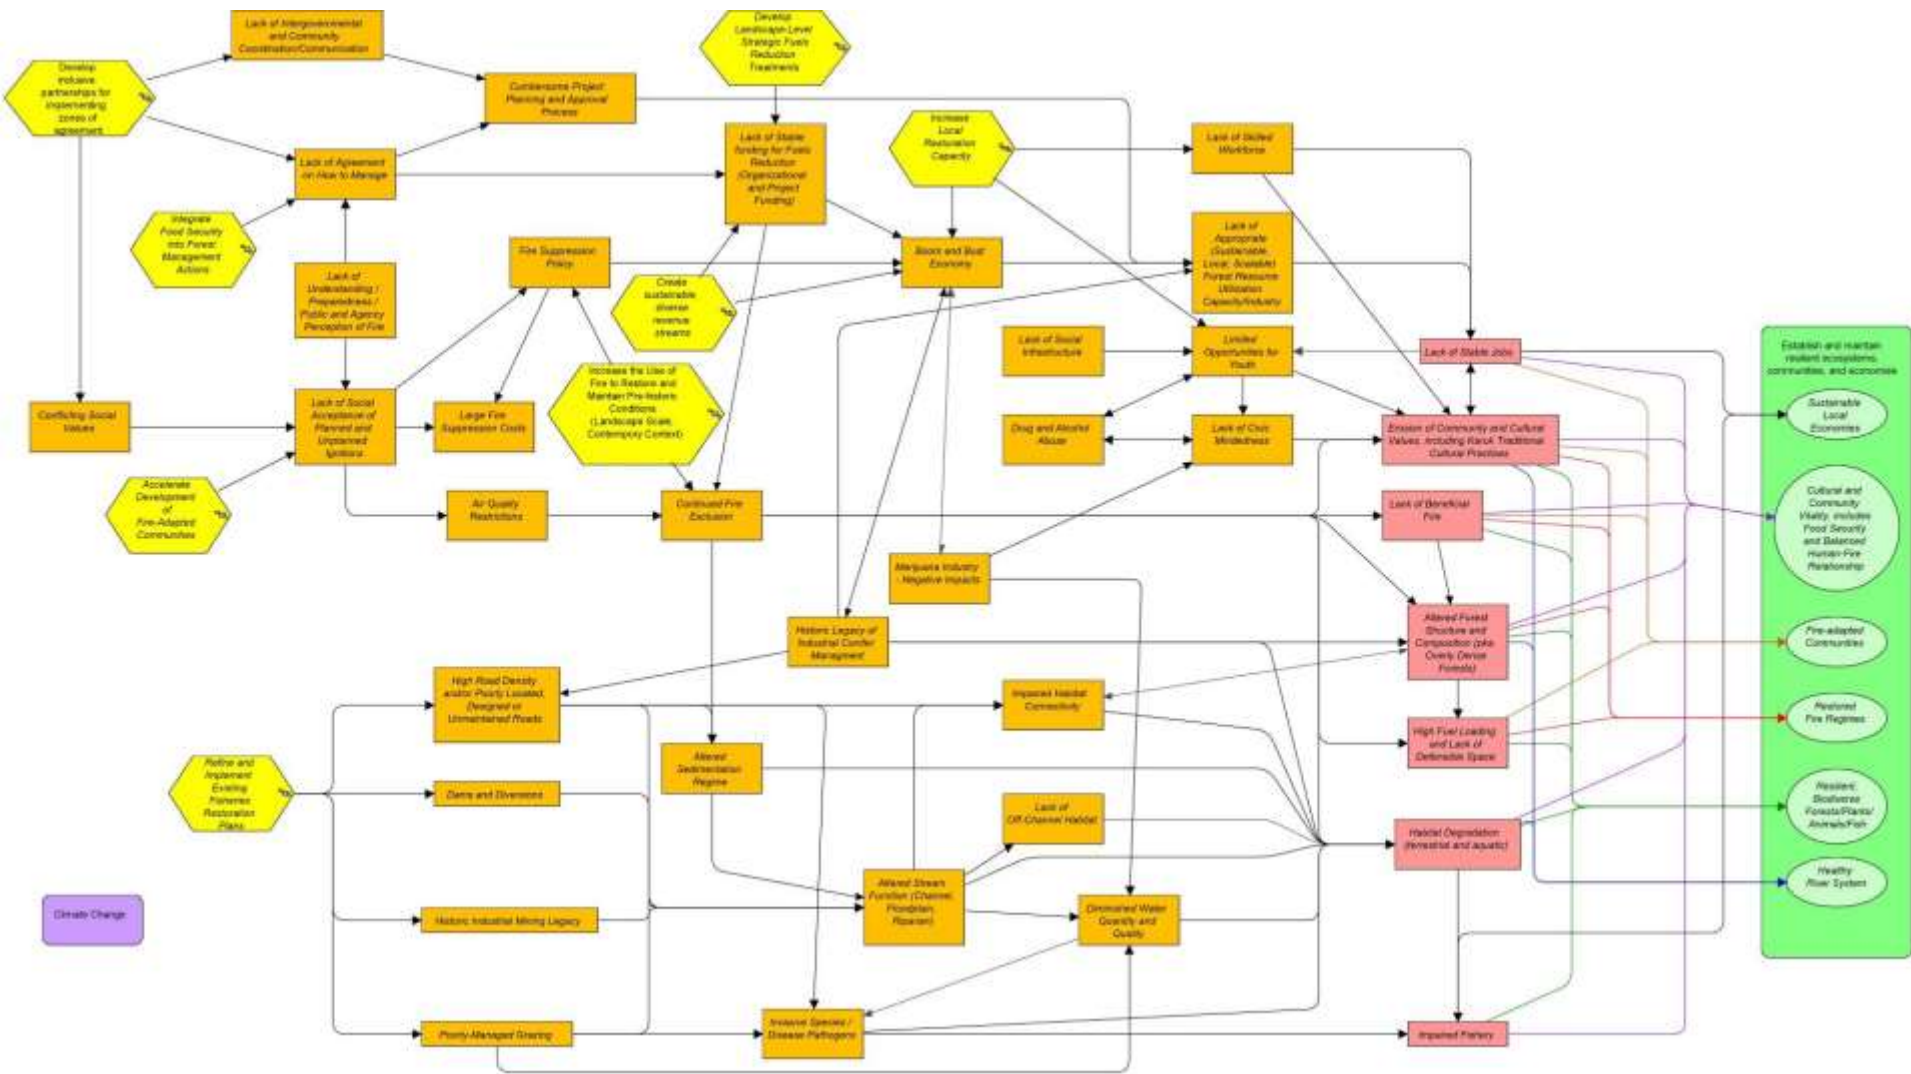 Lack of Intergovernmental
and Community
Coordination/Communication
Develop
Landscape-Level
Strategic Fuels
Reduction
Treatments
Develop
inclusive
partnerships for
implementing
zones of
agreement
Cumbersome Project
Planning and Approval
Process
Increase
Local
Restoration
Capacity
Lack of Stable
funding for Fuels
Reduction
(Organizational
and Project
Funding)
Lack of Skilled
Workforce
Lack of Agreement
on How to Manage
Integrate
Food Security
into Forest
Management
Actions
Fire Suppression
Policy
Boom and Bust
Economy
Lack of
Appropriate
(Sustainable,
Local, Scalable)
Forest Resource
Utilization
Capacity/Industry
Lack of
Understanding /
Preparedness /
Public and Agency
Perception of Fire
Create
sustainable
diverse
revenue
streams
Lack of Social
Infrastructure
Limited
Opportunities for
Youth
Lack of Stable Jobs
Establish and maintain
resilient ecosystems,
communities, and economies
Increase the Use of
Fire to Restore and
Maintain Pre-historic
Conditions
(Landscape Scale,
Contempory Context)
Sustainable
Local
Economies
Conflicting Social
Values
Lack of Social
Acceptance of
Planned and
Unplanned
Ignitions
Large Fire
Suppression Costs
Drug and Alcohol
Abuse
Lack of Civic
Mindedness
Erosion of Community and Cultural
Values, including Karuk Traditional
Cultural Practices
Accelerate
Development
of
Fire-Adapted
Communities
Air Quality
Restrictions
Continued Fire
Exclusion
Lack of Beneficial
Fire
Cultural and
Community
Vitality, includes
Food Security
and Balanced
Human-Fire
Relationship
Marijuana Industry
- Negative Impacts
Historic Legacy of
Industrial Conifer
Managment
Altered Forest
Structure and
Composition (aka
Overly Dense
Forests)
Fire-adapted
Communities
High Road Density
and/or Poorly Located,
Designed or
Unmaintained Roads
Impaired Habitat
Connectivity
Restored
Fire Regimes
High Fuel Loading
and Lack of
Defensible Space
Altered
Sedimentation
Regime
Refine and
Implement
Existing
Fisheries
Restoration
Plans
Dams and Diversions
Lack of
Off-Channel Habitat
Resilient,
Biodiverse
Forests/Plants/
Animals/Fish
Habitat Degradation
(terrestrial and aquatic)
Healthy
River System
Altered Stream
Function (Channel,
Floodplain,
Riparian)
Climate Change
Historic Industrial Mining Legacy
Diminished Water
Quantity and
Quality
Poorly-Managed Grazing
Invasive Species /
Disease Pathogens
Impaired Fishery